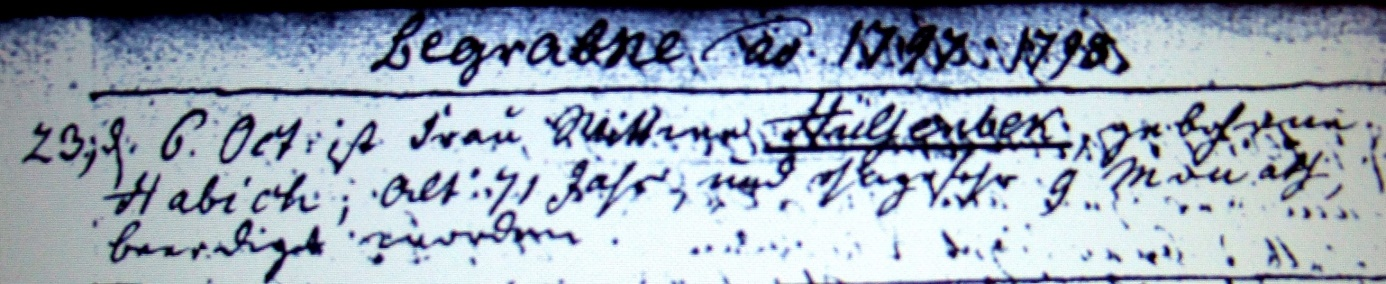 Begrabne ao 1797. 1798
23; d. 6. Oct: ist Frau Wittwe Hülsenbek, gebohrne
Habich, Alt: 71 Jahr, und ohngefehr 9 Monath,
beerdiget worden.